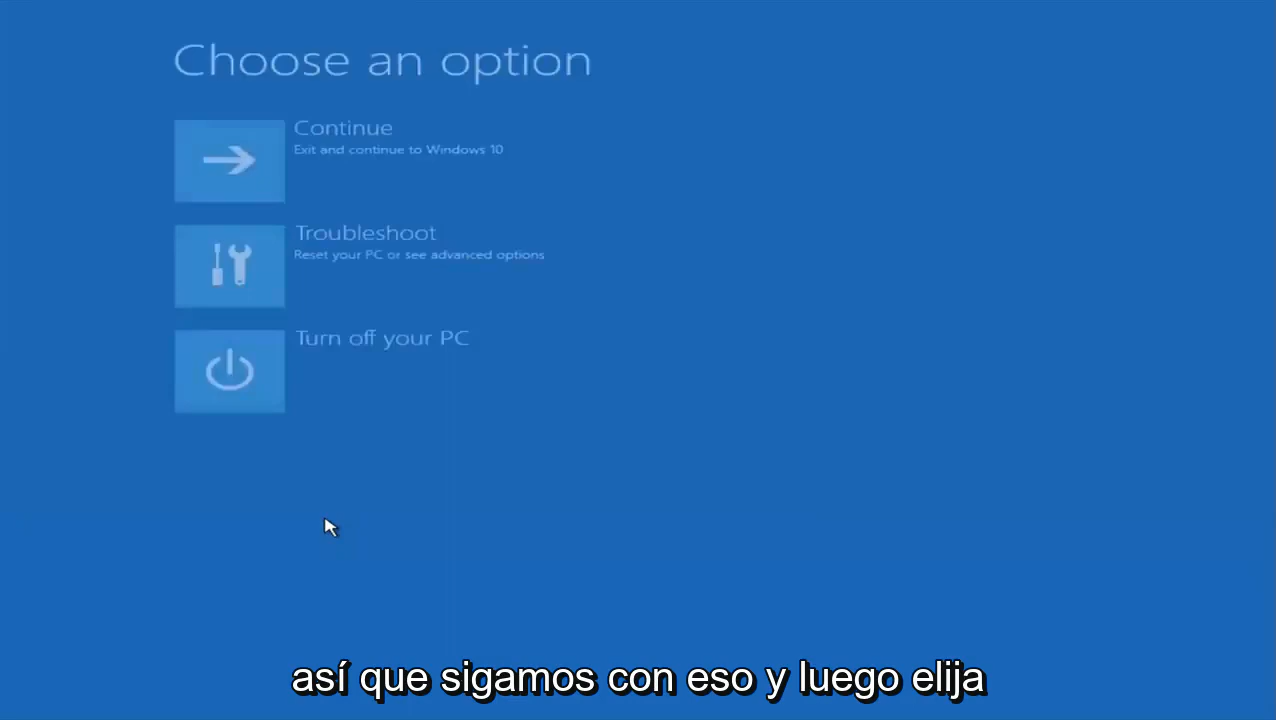 Choose an option
Continue
Exit and continue to Windows 10
Troubleshoot
Reset your PC or see advanced options
Turn off your PC
así que sigamos con eso y luego elija